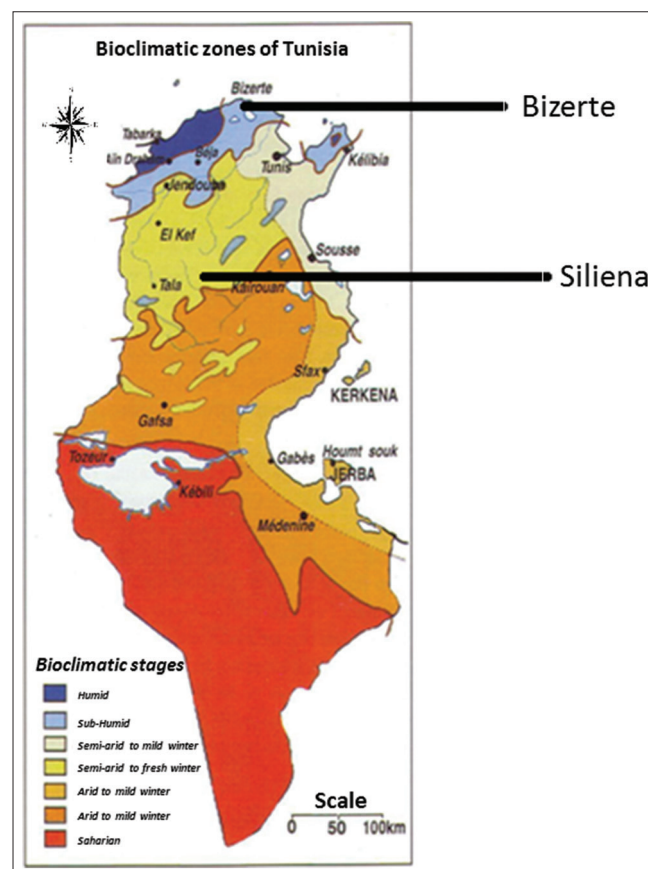 Bioclimatic zones of Tunisia
Bizerte
Bizerte
Tabarka
Aïn Draham
Béja
Tunis
Kélibia
Jendouba
El Kef
Sousse
Siliena
Tala
Kairouan
Sfax
KERKENA
Gafsa
Tozeur
Gabès
Houmt souk
JERBA
Kébili
Médenine
Bioclimatic stages
Humid
Sub-Humid
Semi-arid to mild winter
Semi-arid to fresh winter
Arid to mild winter
Arid to mild winter
Saharian
Scale
0 50 100km